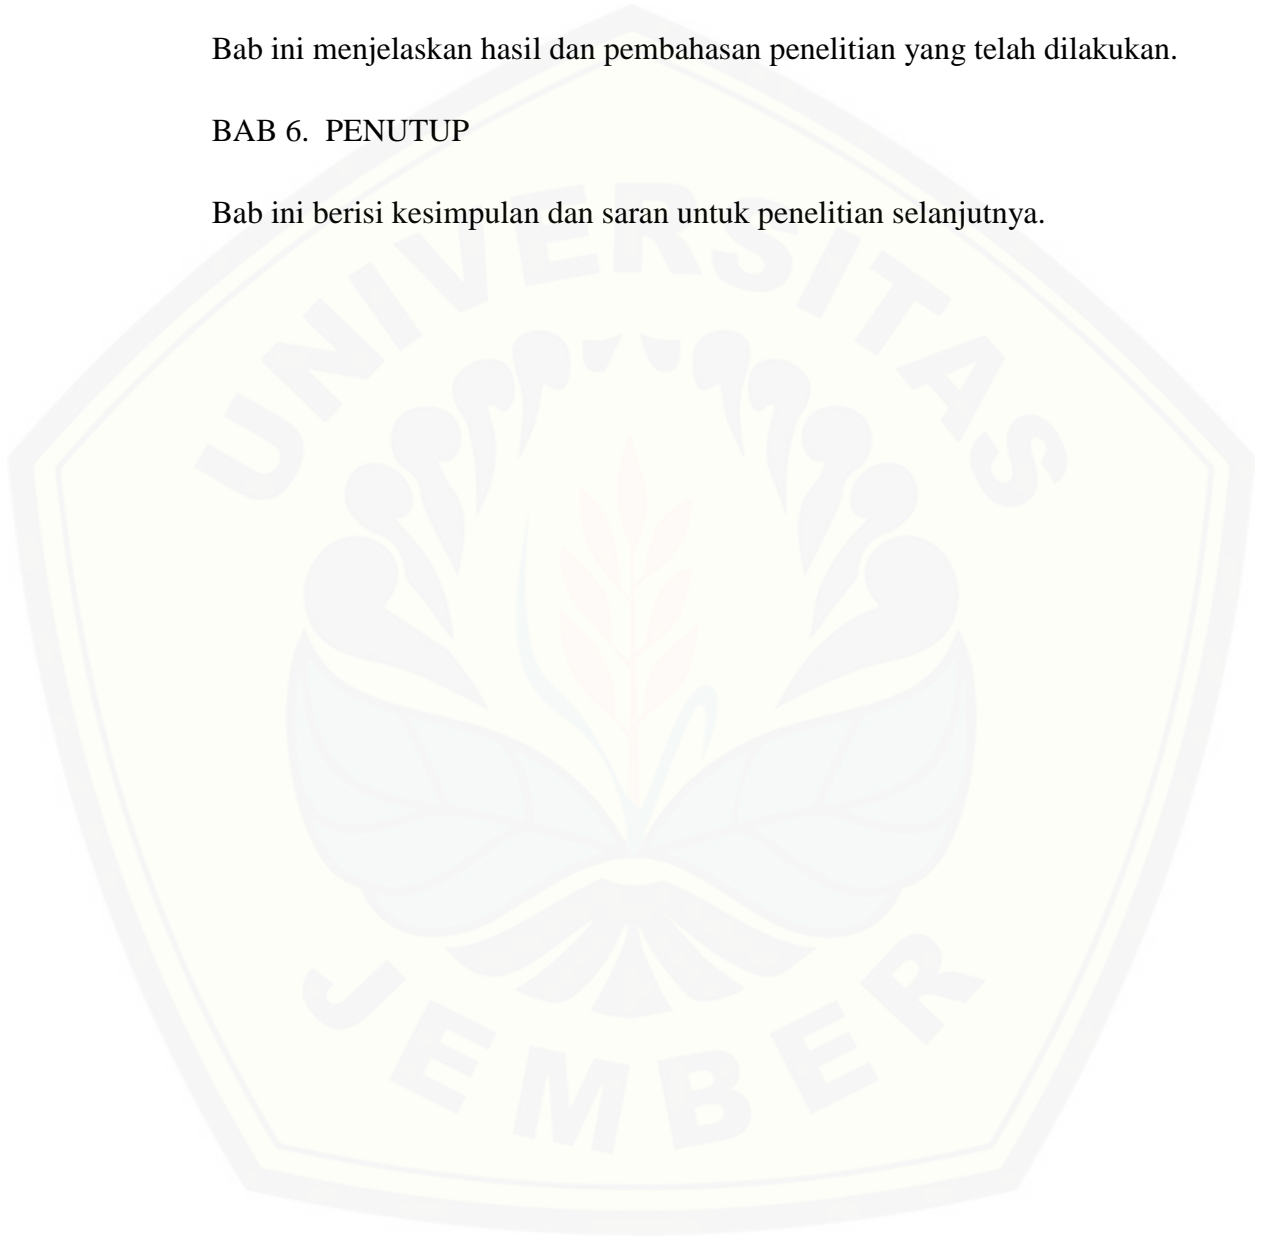 Bab ini menjelaskan hasil dan pembahasan penelitian yang telah dilakukan.
BAB 6. PENUTUP
Bab ini berisi kesimpulan dan saran untuk penelitian selanjutnya.
UNIVERSITAS
JEMBER